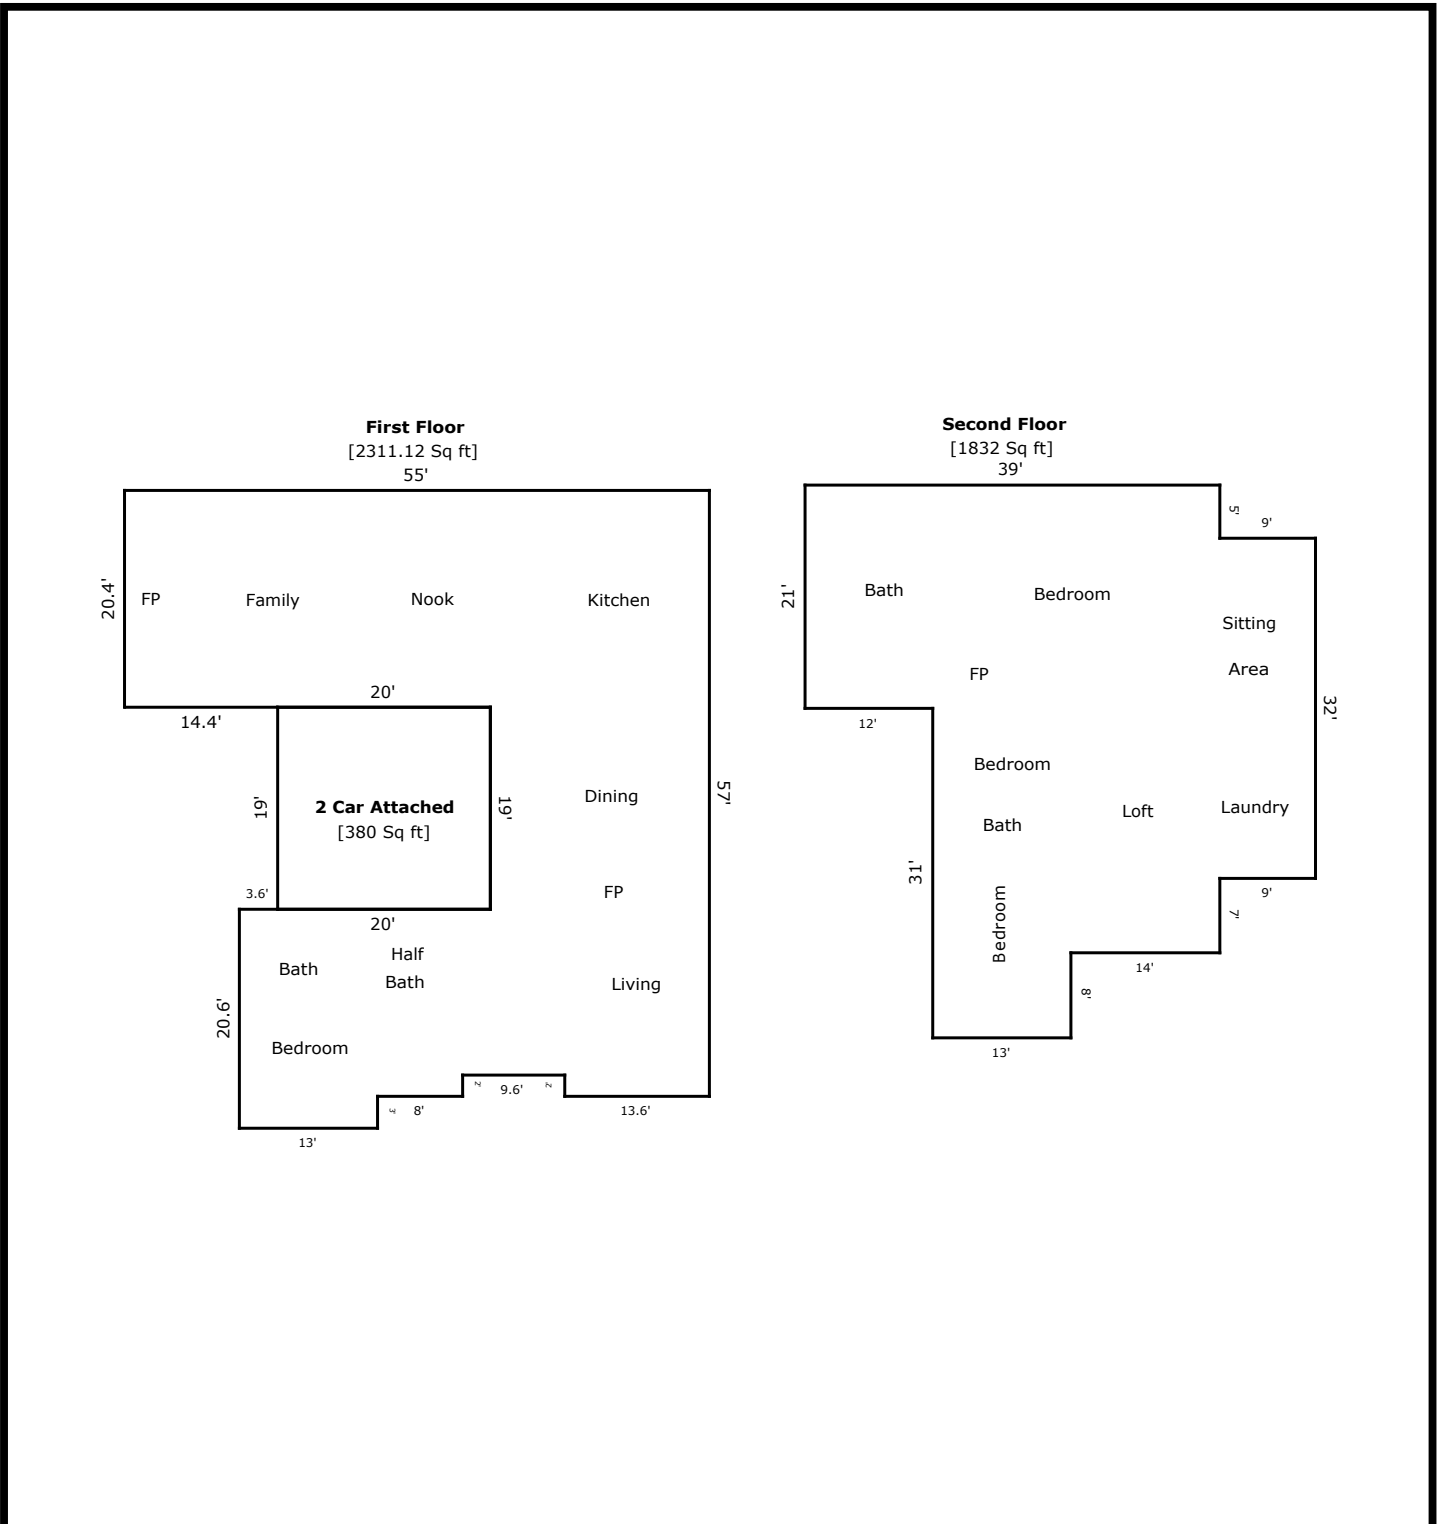 First Floor
[2311.12 Sq ft]
55'
20.4'
FP
Family
Nook
Kitchen
20'
14.4'
19'
2 Car Attached
[380 Sq ft]
19'
Dining
57'
3.6'
20'
FP
Half
Bath
Bath
Living
20.6'
Bedroom
2'
9.6'
2'
3'
8'
13.6'
13'
Second Floor
[1832 Sq ft]
39'
5'
9'
21'
Bath
Bedroom
Sitting
Area
FP
32'
12'
Bedroom
Bath
Loft
Laundry
31'
Bedroom
9'
7'
14'
8'
13'